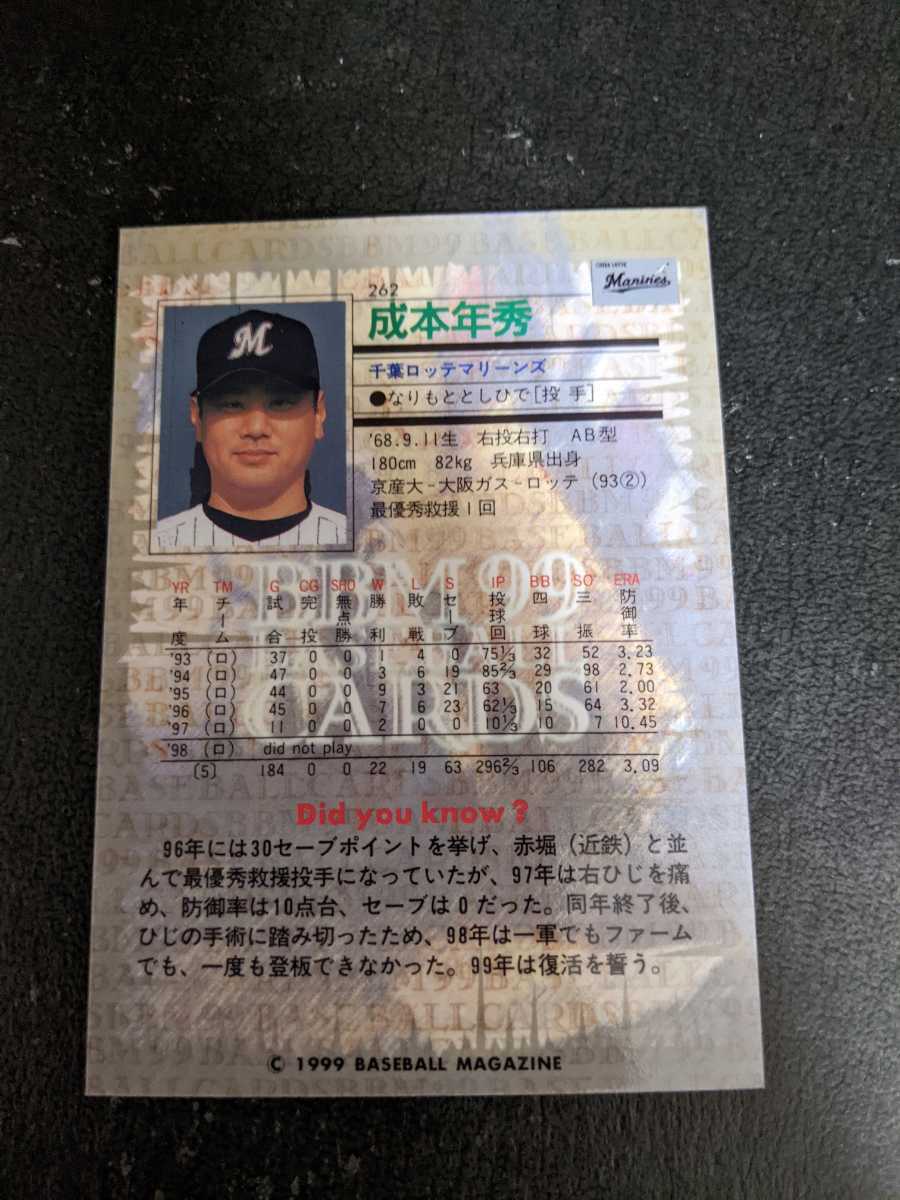 262
CHIBA LOTTE
Marines
成本年秀
千葉ロッテマリーンズ
●なりもととしひで[投 手]
'68.9.11生 右投右打 AB型
180cm 82kg 兵庫県出身
京産大-大阪ガス-ロッテ (93②)
最優秀救援1回
M
BBM 99
BASEBALL
CARDS
YR TM G CG SHO W L S IP BB SO ERA
年度 チーム 試合 完投 無点勝 勝利 敗戦 セーブ 投球回 四球 三振 防御率
'93 (ロ) 37 0 0 1 4 0 75⅓ 32 52 3.23
'94 (ロ) 47 0 0 3 6 19 85⅔ 29 98 2.73
'95 (ロ) 44 0 0 9 3 21 63 20 61 2.00
'96 (ロ) 45 0 0 7 6 23 62⅓ 15 64 3.32
'97 (ロ) 11 0 0 2 0 0 10⅓ 10 7 10.45
'98 (ロ) did not play
(5) 184 0 0 22 19 63 296⅔ 106 282 3.09
Did you know?
96年には30セーブポイントを挙げ、赤堀（近鉄）と並
んで最優秀救援投手になっていたが、97年は右ひじを痛
め、防御率は10点台、セーブは0だった。同年終了後、
ひじの手術に踏み切ったため、98年は一軍でもファーム
でも、一度も登板できなかった。99年は復活を誓う。
© 1999 BASEBALL MAGAZINE